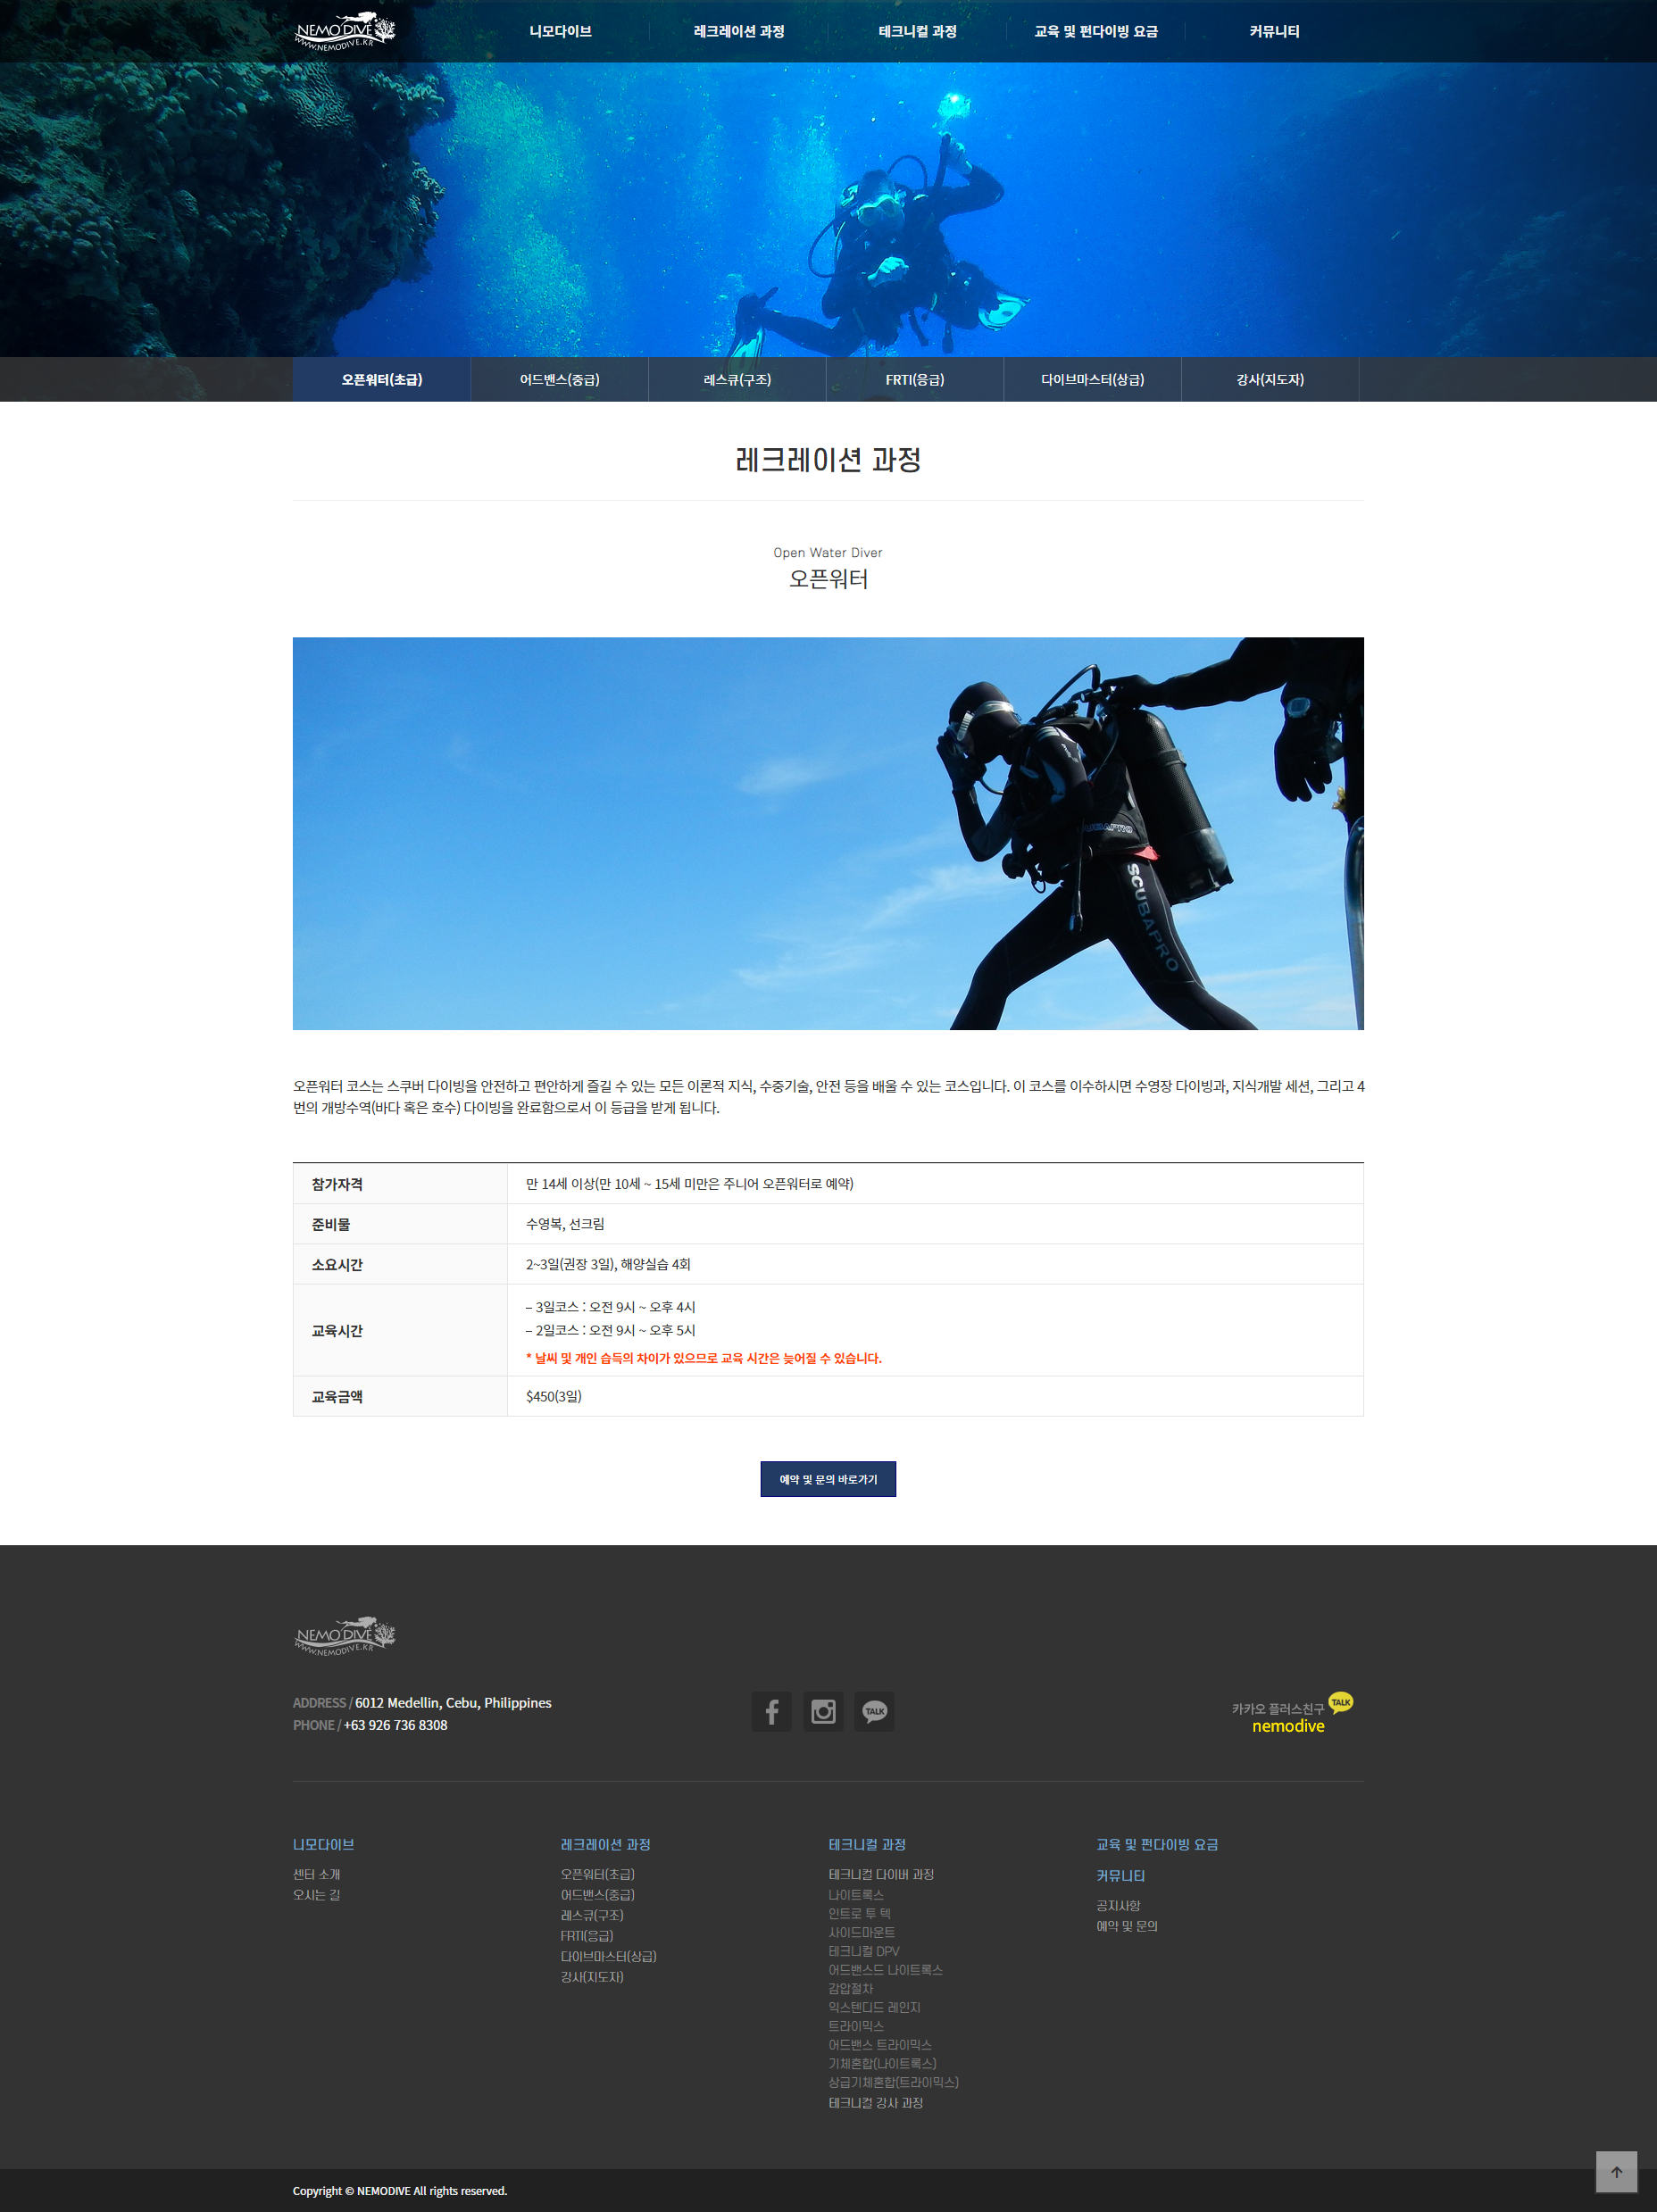 NEMO DIVE
WWW.NEMODIVE.KR
니모다이브
레크레이션 과정
테크니컬 과정
교육 및 펀다이빙 요금
커뮤니티
오픈워터(초급)
어드밴스(중급)
레스큐(구조)
FRTI(응급)
다이브마스터(상급)
강사(지도자)
레크레이션 과정
Open Water Diver
오픈워터
SCUBAPRO
SCUBAPRO
오픈워터 코스는 스쿠버 다이빙을 안전하고 편안하게 즐길 수 있는 모든 이론적 지식, 수중기술, 안전 등을 배울 수 있는 코스입니다. 이 코스를 이수하시면 수영장 다이빙과, 지식개발 세션, 그리고 4
번의 개방수역(바다 혹은 호수) 다이빙을 완료함으로서 이 등급을 받게 됩니다.
참가자격
만 14세 이상(만 10세 ~ 15세 미만은 주니어 오픈워터로 예약)
준비물
수영복, 선크림
소요시간
2~3일(권장 3일), 해양실습 4회
교육시간
– 3일코스 : 오전 9시 ~ 오후 4시
– 2일코스 : 오전 9시 ~ 오후 5시
* 날씨 및 개인 습득의 차이가 있으므로 교육 시간은 늦어질 수 있습니다.
교육금액
$450(3일)
예약 및 문의 바로가기
NEMO DIVE
WWW.NEMODIVE.KR
ADDRESS / 6012 Medellin, Cebu, Philippines
PHONE / +63 926 736 8308
TALK
카카오 플러스친구
TALK
nemodive
니모다이브
센터 소개
오시는 길
레크레이션 과정
오픈워터(초급)
어드밴스(중급)
레스큐(구조)
FRTI(응급)
다이브마스터(상급)
강사(지도자)
테크니컬 과정
테크니컬 다이버 과정
나이트록스
인트로 투 텍
사이드마운트
테크니컬 DPV
어드밴스드 나이트록스
감압절차
익스텐디드 레인지
트라이믹스
어드밴스 트라이믹스
기체혼합(나이트록스)
상급기체혼합(트라이믹스)
테크니컬 강사 과정
교육 및 펀다이빙 요금
커뮤니티
공지사항
예약 및 문의
Copyright © NEMODIVE All rights reserved.